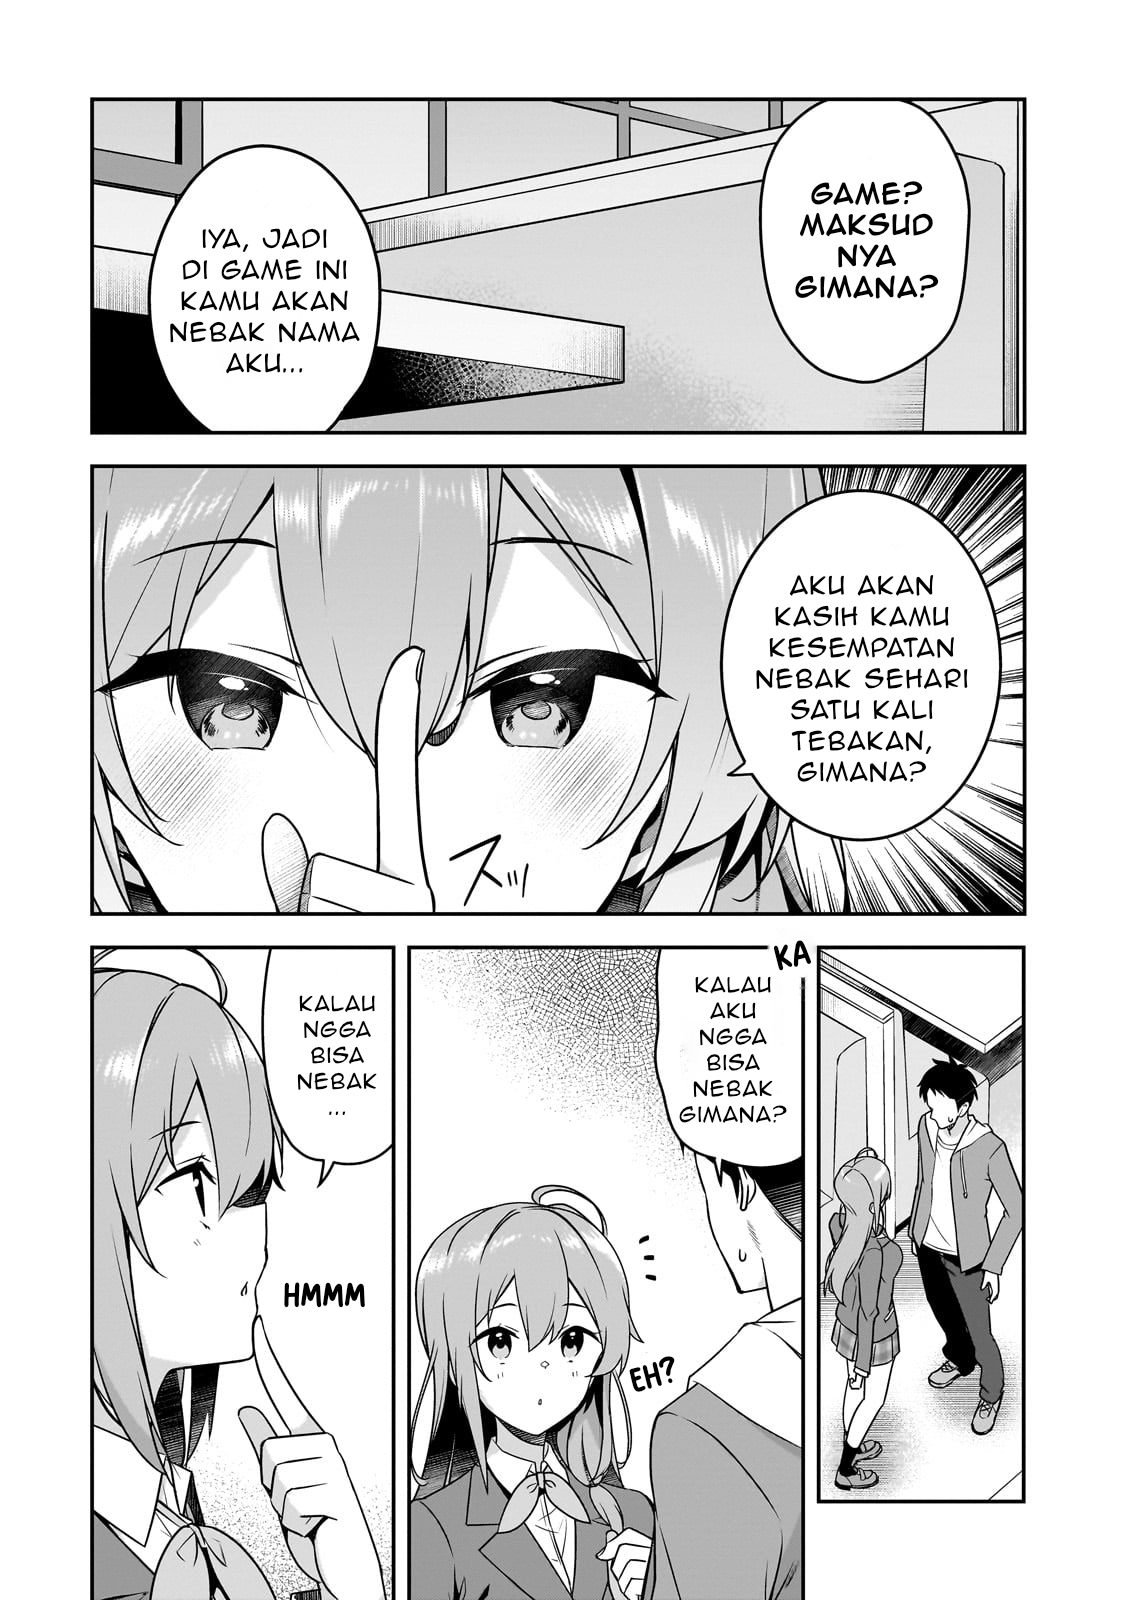 GAME?
MAKSUD
NYA
GIMANA?
IYA, JADI
DI GAME INI
KAMU AKAN
NEBAK NAMA
AKU...
AKU AKAN
KASIH KAMU
KESEMPATAN
NEBAK SEHARI
SATU KALI
TEBAKAN,
GIMANA?
ズッ
KA
KALAU
AKU
NGGA
BISA
NEBAK
GIMANA?
EH?
KALAU
NGGA
BISA
NEBAK
...
HMMM